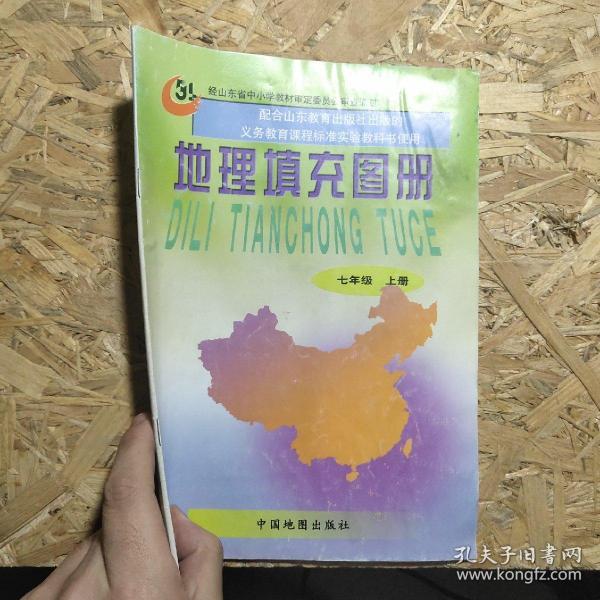 经山东省中小学教材审定委员会审查通过
配合山东教育出版社出版的
义务教育课程标准实验教科书使用
地理填充图册
DILI TIANCHONG TUCE
七年级 上册
中国地图出版社
孔夫子旧书网
www.kongfz.com